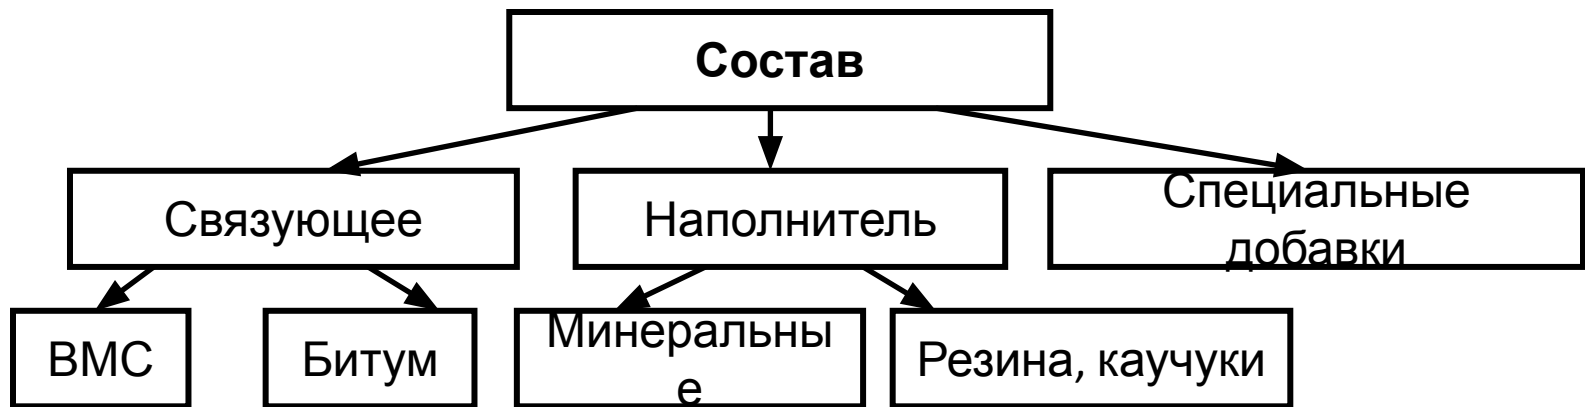 Состав
Связующее
Наполнитель
Специальные
добавки
ВМС
Битум
Минеральны
е
Резина, каучуки